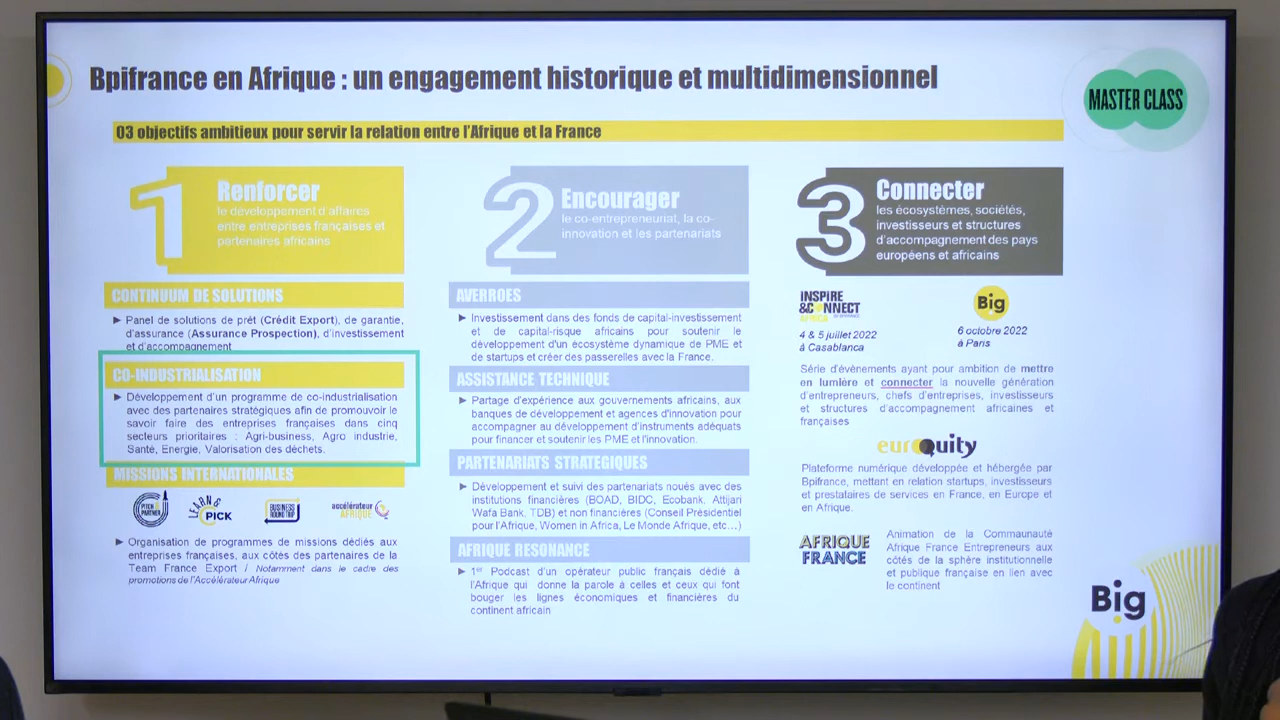 Bpifrance en Afrique : un engagement historique et multidimensionnel
MASTER CLASS
03 objectifs ambitieux pour servir la relation entre l'Afrique et la France
1
Renforcer
le développement d'affaires
entre entreprises françaises et
partenaires africains
CONTINUUM DE SOLUTIONS
► Panel de solutions de prêt (Crédit Export), de garantie,
d'assurance (Assurance Prospection), d'investissement
et d'accompagnement
CO-INDUSTRIALISATION
► Développement d'un programme de co-industrialisation
avec des partenaires stratégiques afin de promouvoir le
savoir faire des entreprises françaises dans cinq
secteurs prioritaires : Agri-business, Agro industrie,
Santé, Energie, Valorisation des déchets.
MISSIONS INTERNATIONALES
PITCH & PARTNER
LEARN & PICK
BUSINESS ROUNDTRIP
accélérateur
AFRIQUE
► Organisation de programmes de missions dédiés aux
entreprises françaises, aux côtés des partenaires de la
Team France Export / Notamment dans le cadre des
promotions de l'Accélérateur Afrique
2
Encourager
le co-entrepreneuriat, la co-
innovation et les partenariats
AVERROES
► Investissement dans des fonds de capital-investissement
et de capital-risque africains pour soutenir le
développement d'un écosystème dynamique de PME et
de startups et créer des passerelles avec la France.
ASSISTANCE TECHNIQUE
► Partage d'expérience aux gouvernements africains, aux
banques de développement et agences d'innovation pour
accompagner au développement d'instruments adéquats
pour financer et soutenir les PME et l'innovation.
PARTENARIATS STRATEGIQUES
► Développement et suivi des partenariats noués avec des
institutions financières (BOAD, BIDC, Ecobank. Attijari
Wafa Bank. TDB) et non financières (Conseil Présidentiel
pour l'Afrique, Women in Africa, Le Monde Afrique, etc...)
AFRIQUE RESONANCE
► 1er Podcast d'un opérateur public français dédié à
l'Afrique qui donne la parole à celles et ceux qui font
bouger les lignes économiques et financières du
continent africain
3
Connecter
les écosystèmes, sociétés,
investisseurs et structures
d'accompagnement des pays
européens et africains
INSPIRE
&CONNECT
AFRICA
4 & 5 juillet 2022
à Casablanca
Big
6 octobre 2022
à Paris
Série d'évènements ayant pour ambition de mettre
en lumière et connecter la nouvelle génération
d'entrepreneurs, chefs d'entreprises, investisseurs
et structures d'accompagnement africaines et
françaises
euroQuity
Plateforme numérique développée et hébergée par
Bpifrance, mettant en relation startups, investisseurs
et prestataires de services en France, en Europe et
en Afrique.
AFRIQUE
FRANCE
Animation de la Communauté
Afrique France Entrepreneurs aux
côtés de la sphère institutionnelle
et publique française en lien avec
le continent
Big